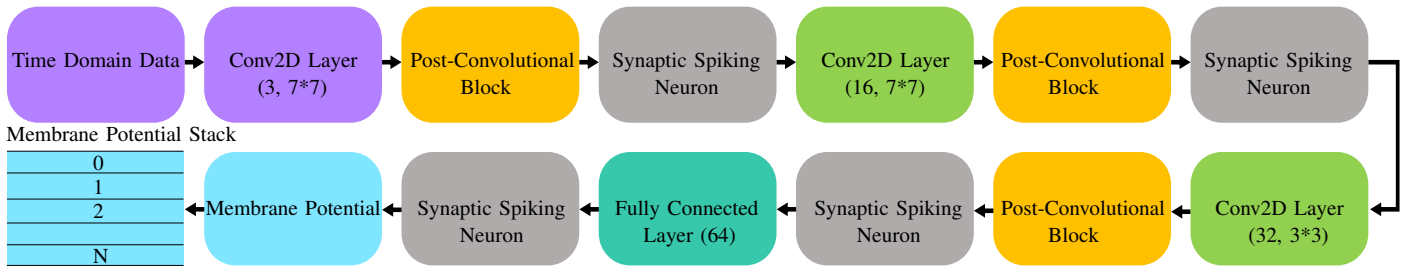 Time Domain Data
Conv2D Layer
(3, 7*7)
Post-Convolutional
Block
Synaptic Spiking
Neuron
Conv2D Layer
(16, 7*7)
Post-Convolutional
Block
Synaptic Spiking
Neuron
Conv2D Layer
(32, 3*3)
Post-Convolutional
Block
Synaptic Spiking
Neuron
Fully Connected
Layer (64)
Synaptic Spiking
Neuron
Membrane Potential
Membrane Potential Stack
0
1
2
N